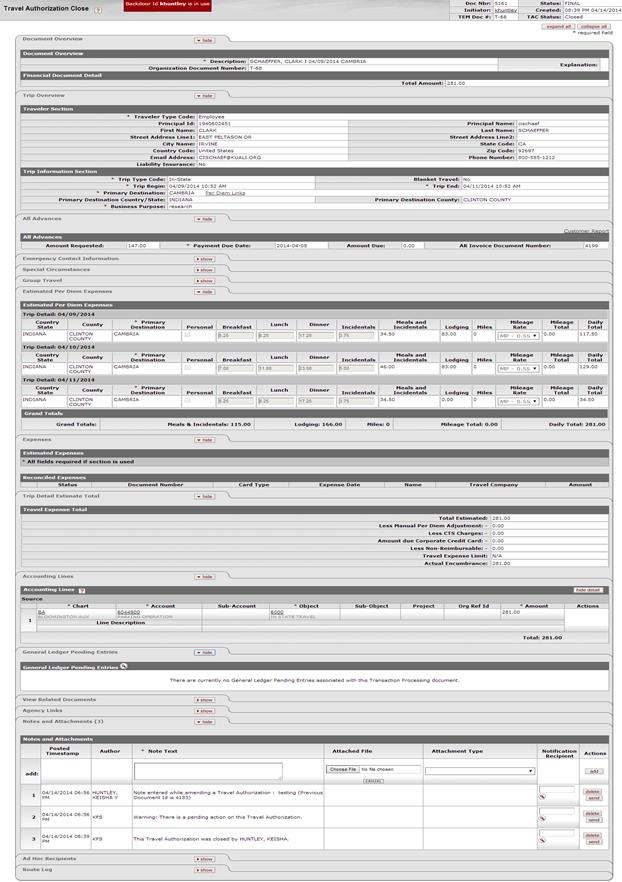 Travel Authorization Close ?
Backdoor Id khuntley is in use
Doc Nbr: 5161 Status: FINAL
Initiator: khuntley Created: 08:39 PM 04/14/2014
TEM Doc #: T-68 TAC Status: Closed
expand all collapse all
* required field
Document Overview hide
Document Overview
* Description: SCHAEFFER, CLARK I 04/09/2014 CAMBRIA Explanation:
Organization Document Number: T-68
Financial Document Detail
Total Amount: 281.00
Trip Overview hide
Traveler Section
* Traveler Type Code: Employee
Principal Id: 1940602451 Principal Name: cischaef
First Name: CLARK Last Name: SCHAEFFER
Street Address Line1: EAST PELTASON DR Street Address Line2:
City Name: IRVINE State Code: CA
Country Code: United States Zip Code: 92697
Email Address: CISCHAEF@KUALI.ORG Phone Number: 800-555-1212
Liability Insurance: No
Trip Information Section
* Trip Type Code: In-State Blanket Travel: No
* Trip Begin: 04/09/2014 10:52 AM * Trip End: 04/11/2014 10:52 AM
* Primary Destination: CAMBRIA Per Diem Links
Primary Destination Country/State: INDIANA Primary Destination County: CLINTON COUNTY
* Business Purpose: research
All Advances hide
Customer Report
All Advances
Amount Requested: 147.00 * Payment Due Date: 2014-04-08 Amount Due: 0.00 AR Invoice Document Number: 4199
Emergency Contact Information show
Special Circumstances show
Group Travel show
Estimated Per Diem Expenses hide
Estimated Per Diem Expenses
Trip Detail: 04/09/2014
Country State County * Primary Destination Personal Breakfast Lunch Dinner Incidentals Meals and Incidentals Lodging Miles Mileage Rate Mileage Total Daily Total
INDIANA CLINTON COUNTY CAMBRIA 5.25 8.25 17.25 3.75 34.50 83.00 0 MP - 0.55 0.00 117.50
Trip Detail: 04/10/2014
Country State County * Primary Destination Personal Breakfast Lunch Dinner Incidentals Meals and Incidentals Lodging Miles Mileage Rate Mileage Total Daily Total
INDIANA CLINTON COUNTY CAMBRIA 7.00 11.00 23.00 5.00 46.00 83.00 0 MP - 0.55 0.00 129.00
Trip Detail: 04/11/2014
Country State County * Primary Destination Personal Breakfast Lunch Dinner Incidentals Meals and Incidentals Lodging Miles Mileage Rate Mileage Total Daily Total
INDIANA CLINTON COUNTY CAMBRIA 5.25 8.25 17.25 3.75 34.50 0.00 0 MP - 0.55 0.00 34.50
Grand Totals
Grand Totals: Meals & Incidentals: 115.00 Lodging: 166.00 Miles: 0 Mileage Total: 0.00 Daily Total: 281.00
Expenses hide
Estimated Expenses
* All fields required if section is used
Reconciled Expenses
Status Document Number Card Type Expense Date Name Travel Company Amount
Trip Detail Estimate Total hide
Travel Expense Total
Total Estimated: 281.00
Less Manual Per Diem Adjustment: - 0.00
Less CTS Charges: - 0.00
Amount due Corporate Credit Card: - 0.00
Less Non-Reimbursable: - 0.00
Travel Expense Limit: N/A
Actual Encumbrance: 281.00
Accounting Lines hide
Accounting Lines ? hide detail
Source
* Chart * Account Sub-Account * Object Sub-Object Project Org Ref Id * Amount Actions
1 BA 6044900 6000 281.00
BLOOMINGTON AUX PARKING OPERATION IN STATE TRAVEL
Line Description
Total: 281.00
General Ledger Pending Entries hide
General Ledger Pending Entries
There are currently no General Ledger Pending Entries associated with this Transaction Processing document.
View Related Documents show
Agency Links show
Notes and Attachments (3) hide
Notes and Attachments
Posted Timestamp Author * Note Text Attached File Attachment Type Notification Recipient Actions
add: Choose File No file chosen add
CANCEL
1 04/14/2014 06:56 PM HUNTLEY, KEISHA Y Note entered while amending a Travel Authorization : testing (Previous Document Id is 4183) delete send
2 04/14/2014 06:56 PM KFS Warning: There is a pending action on this Travel Authorization. delete send
3 04/14/2014 08:39 PM KFS This Travel Authorization was closed by HUNTLEY, KEISHA. delete send
Ad Hoc Recipients show
Route Log show